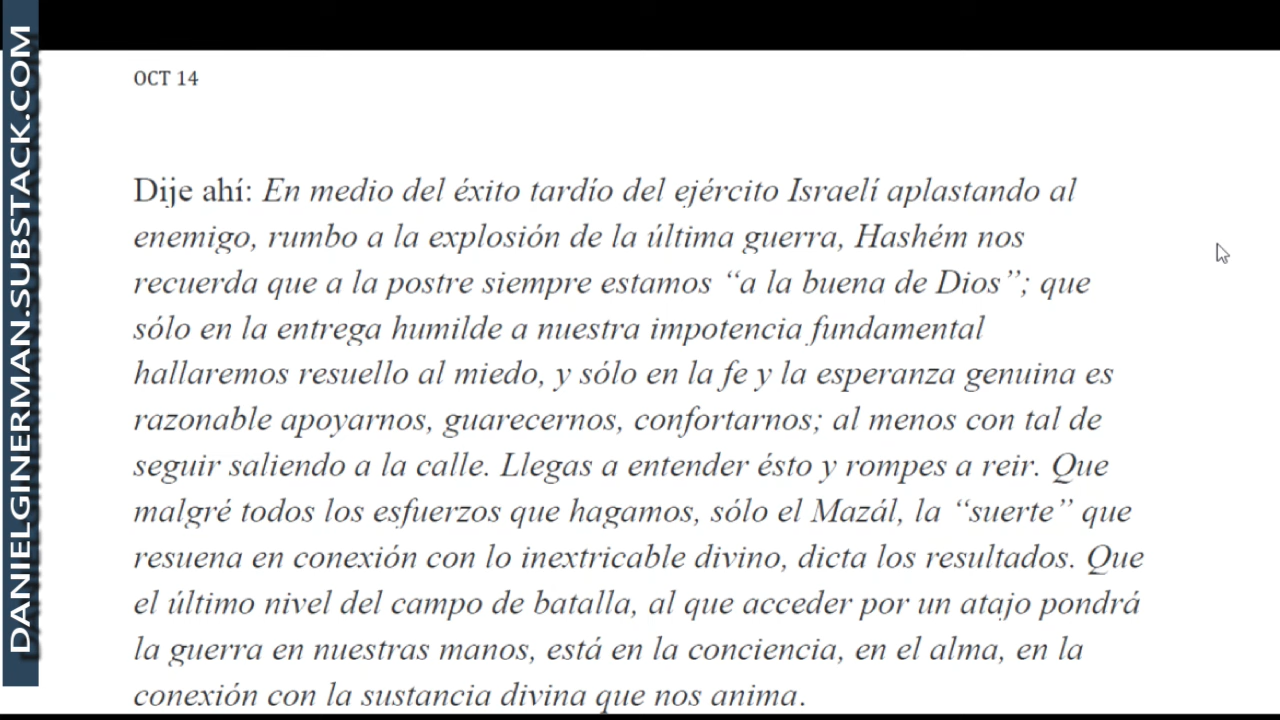 DANIELGINERMAN.SUBSTACK.COM
OCT 14
Dije ahí: En medio del éxito tardío del ejército Israelí aplastando al
enemigo, rumbo a la explosión de la última guerra, Hashém nos
recuerda que a la postre siempre estamos “a la buena de Dios”; que
sólo en la entrega humilde a nuestra impotencia fundamental
hallaremos resuello al miedo, y sólo en la fe y la esperanza genuina es
razonable apoyarnos, guarecernos, confortarnos; al menos con tal de
seguir saliendo a la calle. Llegas a entender ésto y rompes a reir. Que
malgré todos los esfuerzos que hagamos, sólo el Mazál, la “suerte” que
resuena en conexión con lo inextricable divino, dicta los resultados. Que
el último nivel del campo de batalla, al que acceder por un atajo pondrá
la guerra en nuestras manos, está en la conciencia, en el alma, en la
conexión con la sustancia divina que nos anima.